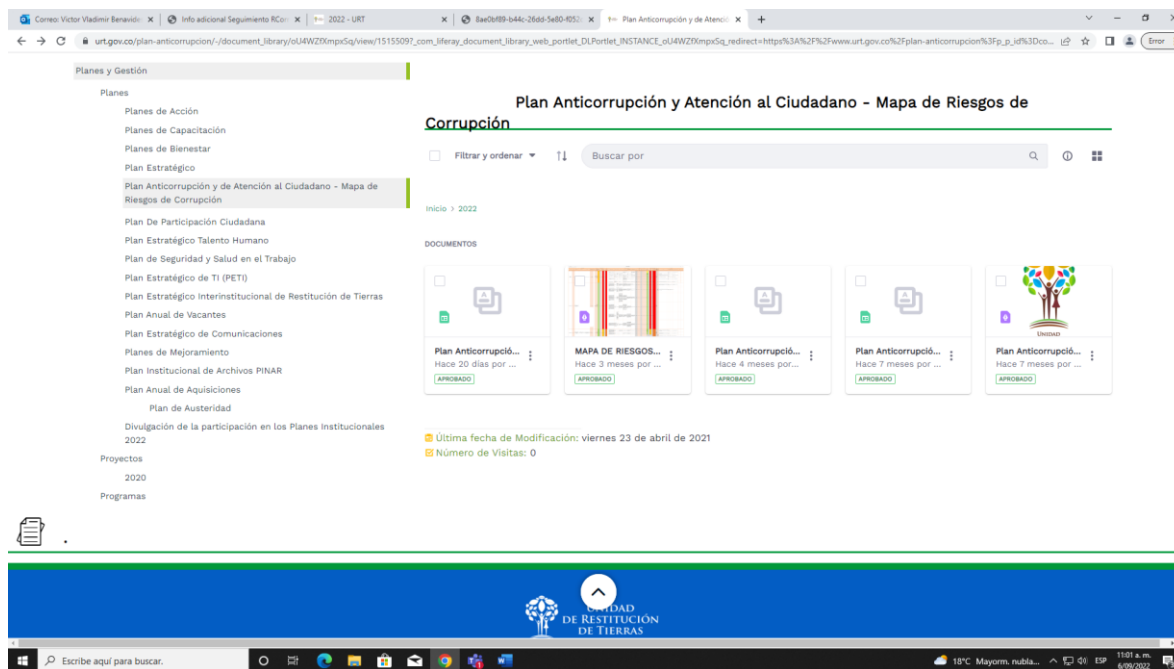 Correo: Victor Vladimir Benavide
Info adicional Seguimiento RCor
2022 - URT
8ae0bf89-b44c-26dd-5e80-f052
Plan Anticorrupción y de Atenció
urt.gov.co/plan-anticorrupcion/-/document_library/oU4WZfXmpxSq/view/1515509?_com_liferay_document_library_web_portlet_DLPortlet_INSTANCE_oU4WZfXmpxSq_redirect=https%3A%2F%2Fwww.urt.gov.co%2Fplan-anticorrupcion%3Fp_p_id%3Dco...
Error
Planes y Gestión
Planes
Planes de Acción
Planes de Capacitación
Planes de Bienestar
Plan Estratégico
Plan Anticorrupción y de Atención al Ciudadano - Mapa de
Riesgos de Corrupción
Plan De Participación Ciudadana
Plan Estratégico Talento Humano
Plan de Seguridad y Salud en el Trabajo
Plan Estratégico de TI (PETI)
Plan Estratégico Interinstitucional de Restitución de Tierras
Plan Anual de Vacantes
Plan Estratégico de Comunicaciones
Planes de Mejoramiento
Plan Institucional de Archivos PINAR
Plan Anual de Aquisiciones
Plan de Austeridad
Divulgación de la participación en los Planes Institucionales
2022
Proyectos
2020
Programas
Plan Anticorrupción y Atención al Ciudadano - Mapa de Riesgos de
Corrupción
Filtrar y ordenar
Buscar por
Inicio > 2022
DOCUMENTOS
Plan Anticorrupció...
Hace 20 días por ...
APROBADO
MAPA DE RIESGOS...
Hace 3 meses por ...
APROBADO
Plan Anticorrupció...
Hace 4 meses por...
APROBADO
Plan Anticorrupció...
Hace 7 meses por ...
APROBADO
UNIDAD
Plan Anticorrupció...
Hace 7 meses por ...
APROBADO
Última fecha de Modificación: viernes 23 de abril de 2021
Número de Visitas: 0
.
UNIDAD
DE RESTITUCIÓN
DE TIERRAS
Escribe aquí para buscar.
18°C Mayorm. nubla...
ESP
11:01 a. m.
6/09/2022